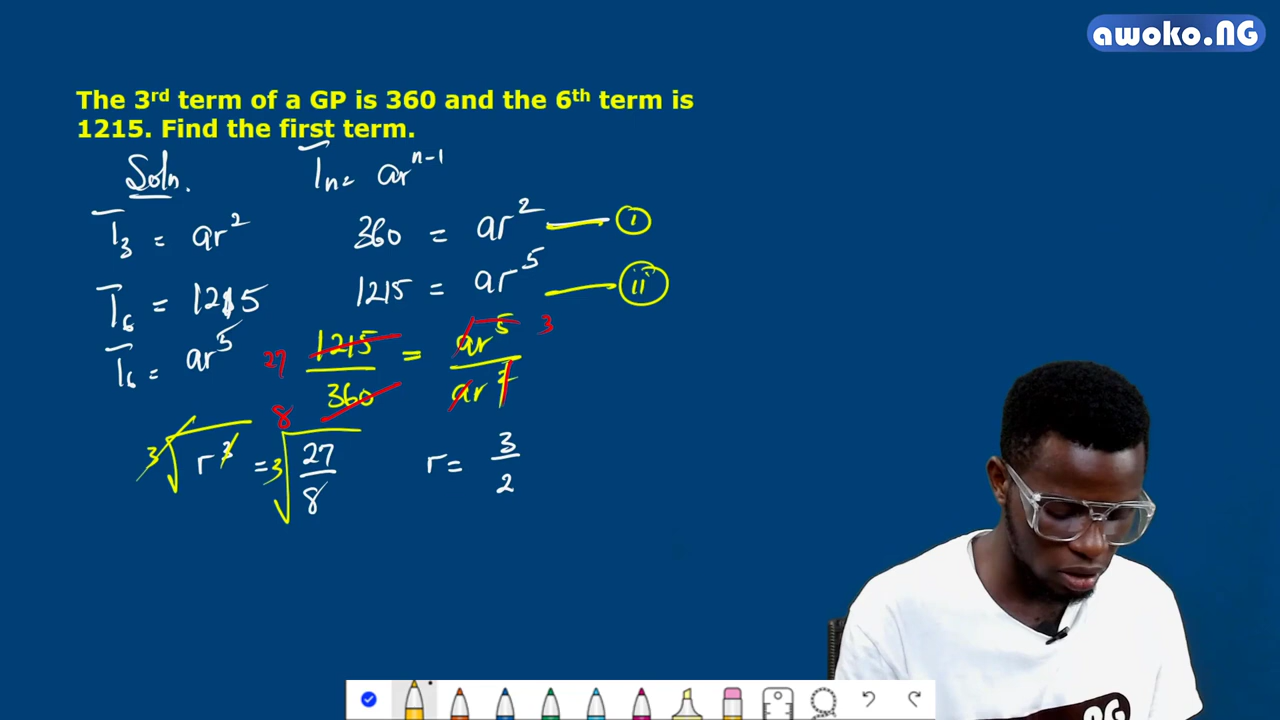 awoko.NG
The 3rd term of a GP is 360 and the 6th term is
1215. Find the first term.
Soln. Tn = ar^n-1
T3 = ar^2 360 = ar^2 —— i
T6 = 1215 1215 = ar^5 —— ii
T6 = ar^5 27 1215/360 8 = ar^5/ar^2 3
3√r^3 = 3√27/8 r = 3/2
NG